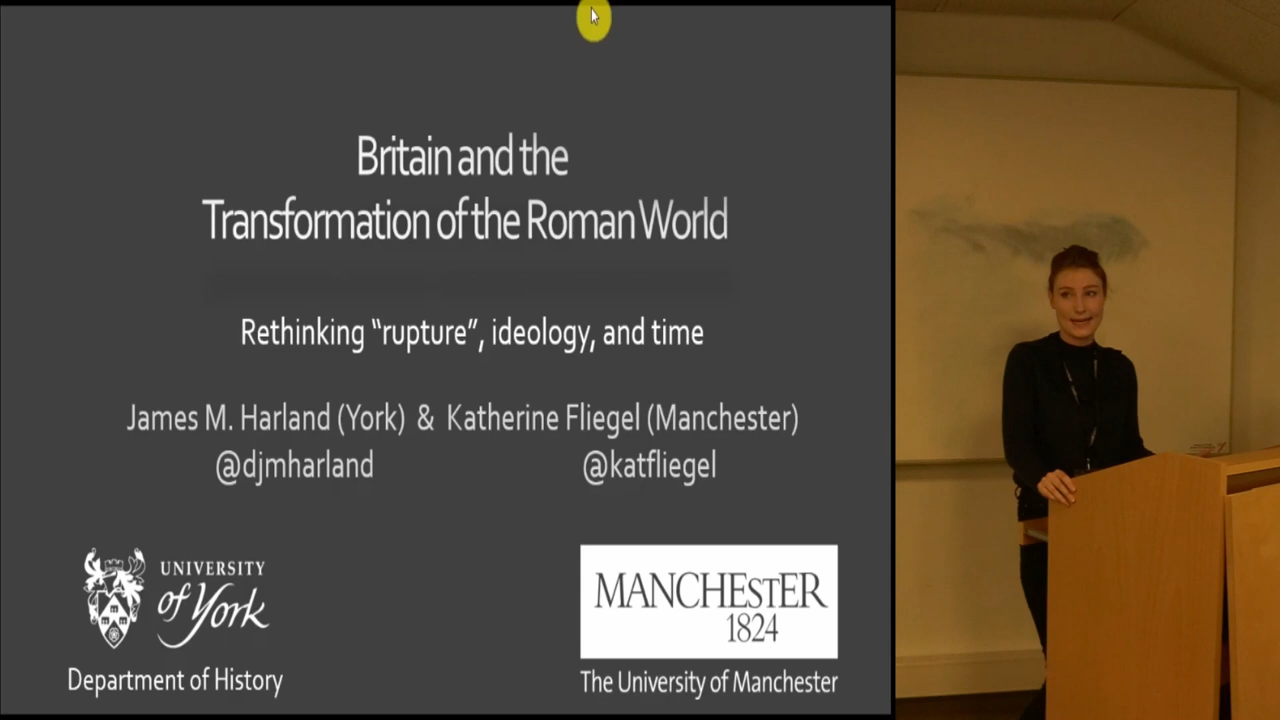 Britain and the
Transformation of the Roman World
Rethinking “rupture”, ideology, and time
James M. Harland (York) & Katherine Fliegel (Manchester)
@djmharland @katfliegel
UNIVERSITY
of York
Department of History
MANCHESTER
1824
The University of Manchester